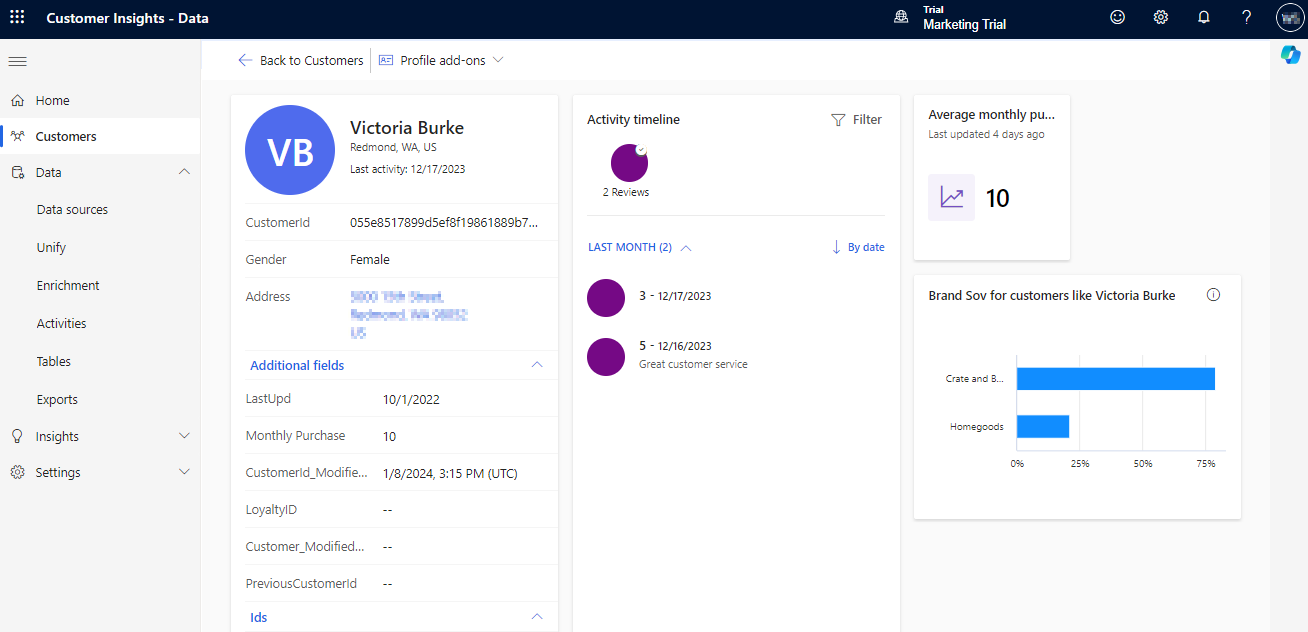 Customer Insights - Data
Trial
Marketing Trial
?
Back to Customers
Profile add-ons
Home
Customers
Data
Data sources
Unify
Enrichment
Activities
Tables
Exports
Insights
Settings
VB
Victoria Burke
Redmond, WA, US
Last activity: 12/17/2023
CustomerId 055e8517899d5ef8f19861889b7...
Gender Female
Address
Additional fields
LastUpd 10/1/2022
Monthly Purchase 10
CustomerId_Modifie... 1/8/2024, 3:15 PM (UTC)
LoyaltyID --
Customer_Modified... --
PreviousCustomerId --
Ids
Activity timeline
Filter
2 Reviews
LAST MONTH (2)
By date
3 - 12/17/2023
5 - 12/16/2023
Great customer service
Average monthly pu...
Last updated 4 days ago
10
Brand Sov for customers like Victoria Burke
Crate and B...
Homegoods
0% 25% 50% 75%